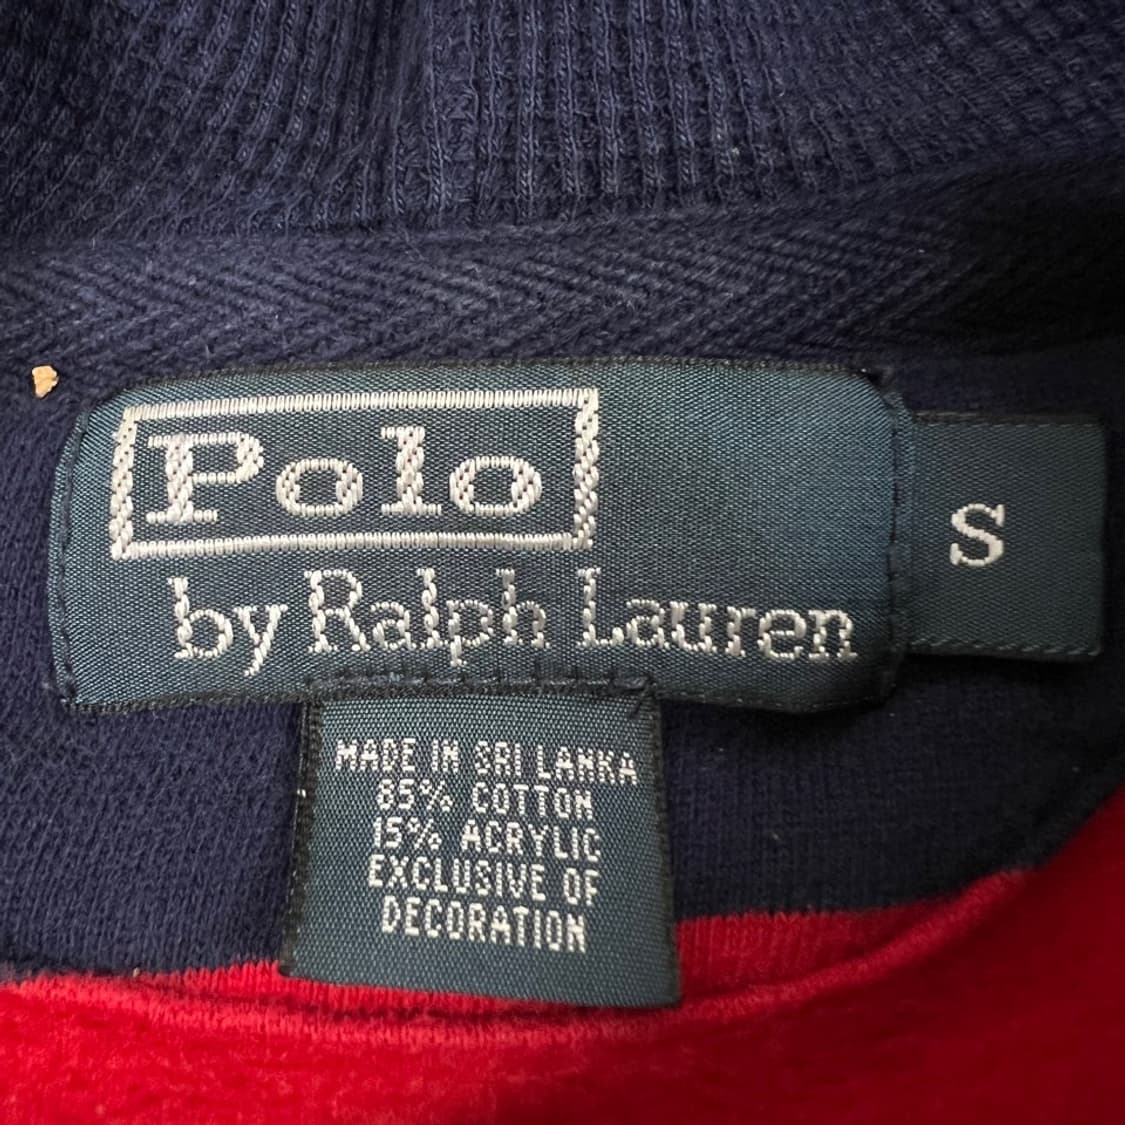 Polo
by Ralph Lauren
S
MADE IN SRI LANKA
85% COTTON
15% ACRYLIC
EXCLUSIVE OF
DECORATION